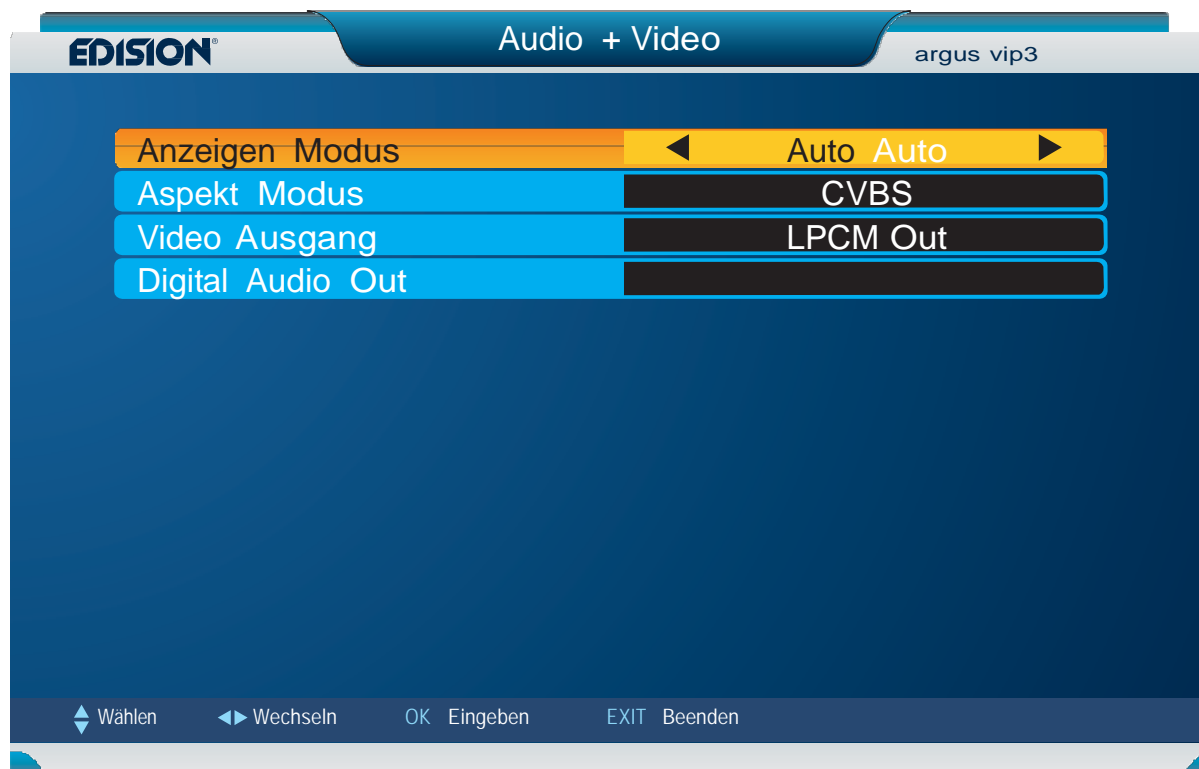 Audio + Video
EDISION®
argus vip3
Anzeigen Modus Auto Auto
Aspekt Modus CVBS
Video Ausgang LPCM Out
Digital Audio Out
Wählen Wechseln OK Eingeben EXIT Beenden